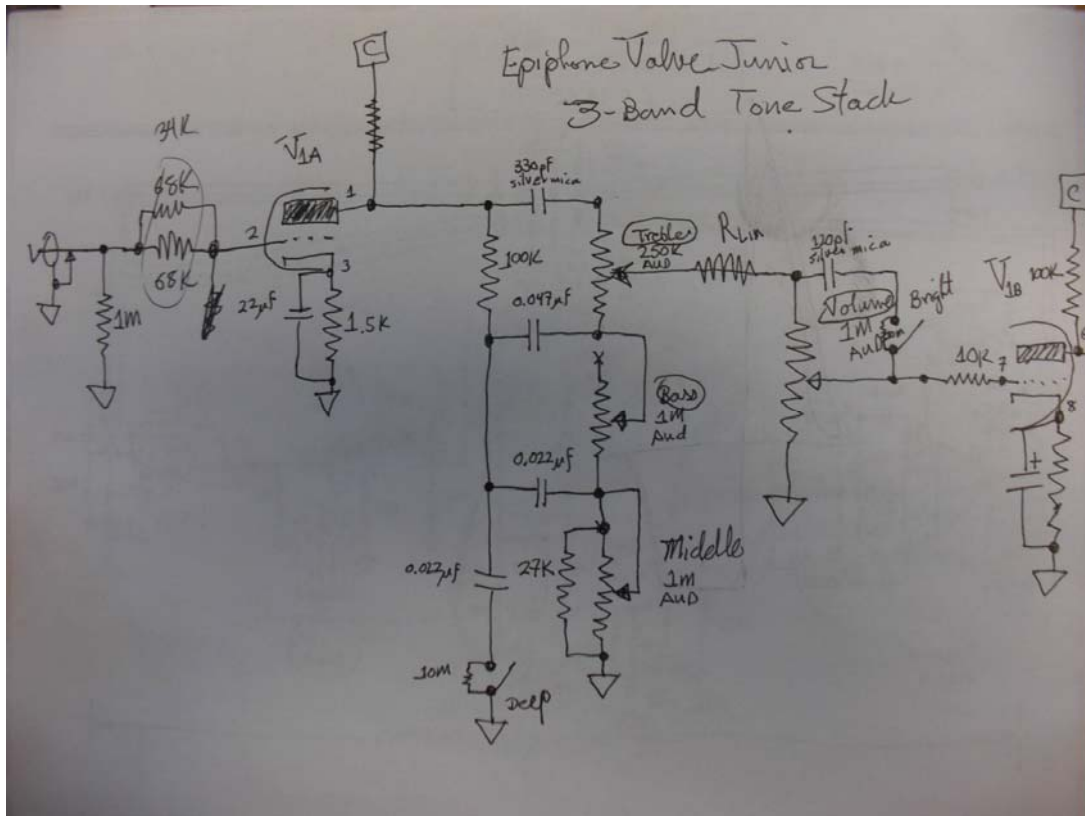 Epiphone Valve Junior
3-Band Tone Stack
C
34K
68K
68K
1M
V1A
1
2
3
22µF
1.5K
330pF
silver mica
100K
0.047µF
Treble
250K
AUD
Bass
1M
Aud
0.022µF
Middle
1M
AUD
27K
0.022µF
10M
Deep
RLin
120pF
silver mica
Volume
1M
AUD
Bright
10K
7
V1B
100K
C
8
+